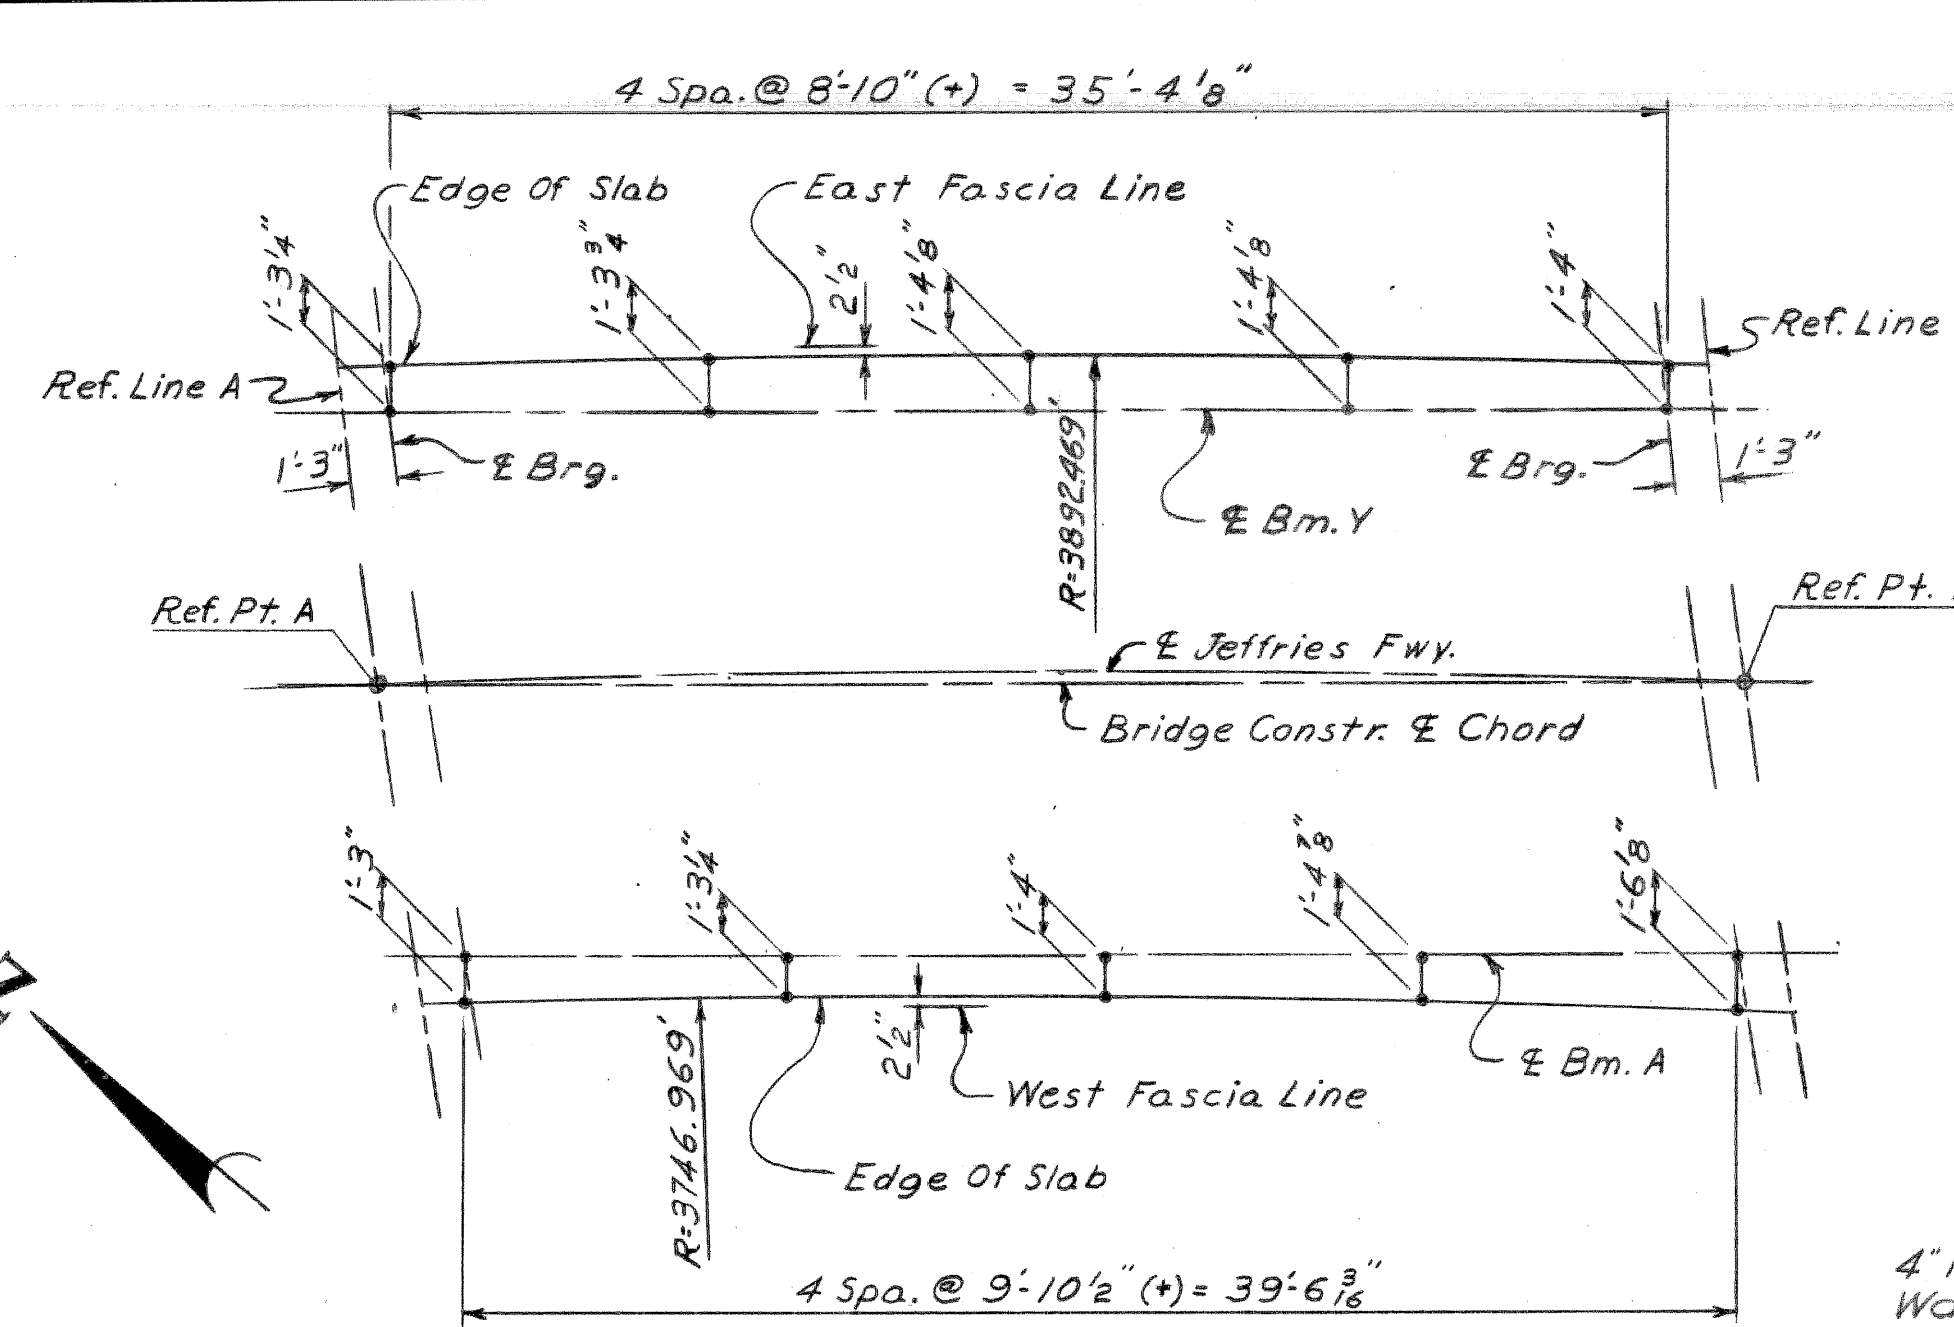 4 Spa. @ 8'-10" (+) = 35'-4 1/8"
Edge Of Slab
East Fascia Line
1'-3 1/4"
1'-3 3/4"
2 1/2"
1'-4 1/8"
1'-4 1/8"
1'-4"
Ref. Line
Ref. Line A
1'-3"
℄ Brg.
R=3892.469'
℄ Bm. Y
℄ Brg.
1'-3"
Ref. Pt. A
Ref. Pt.
℄ Jeffries Fwy.
Bridge Constr. ℄ Chord
1'-3"
1'-3 1/4"
1'-4"
1'-4 7/8"
1'-6 1/8"
R=3746.969'
2 1/2"
West Fascia Line
℄ Bm. A
Edge Of Slab
4 Spa. @ 9'-10 1/2" (+) = 39'-6 3/16"
4"